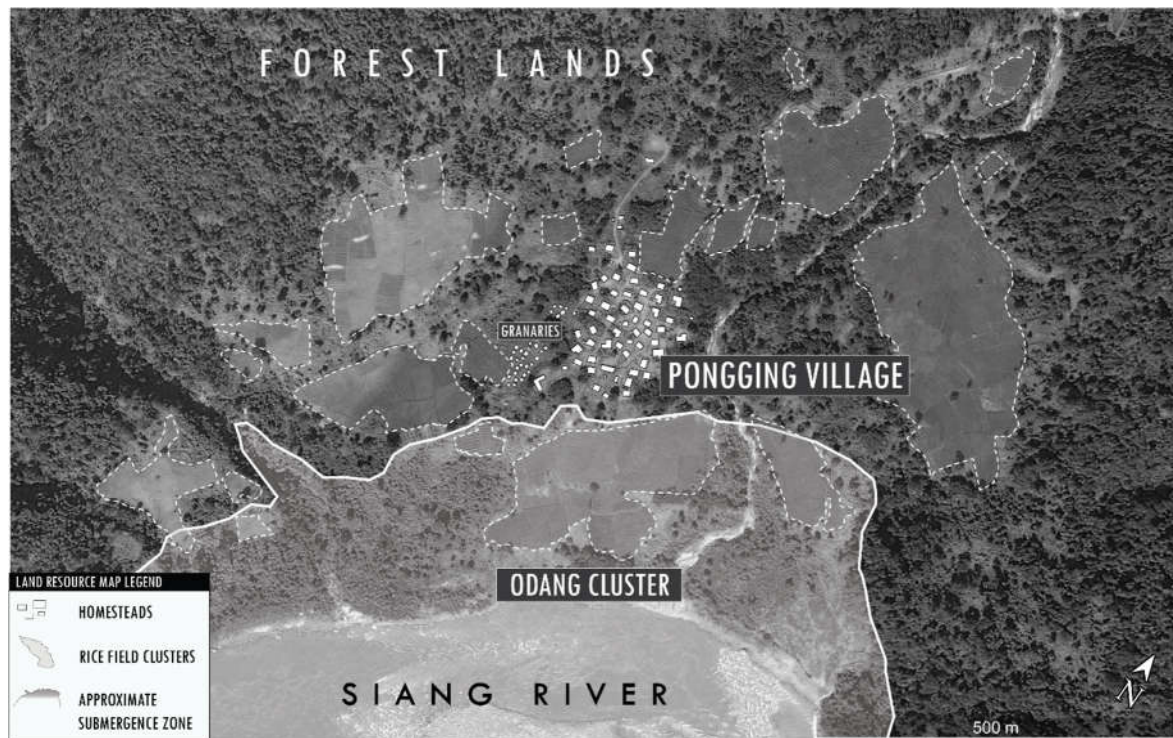 FOREST LANDS
GRANARIES
PONGGING VILLAGE
ODANG CLUSTER
LAND RESOURCE MAP LEGEND
HOMESTEADS
RICE FIELD CLUSTERS
APPROXIMATE
SUBMERGENCE ZONE
SIANG RIVER
N
500 m